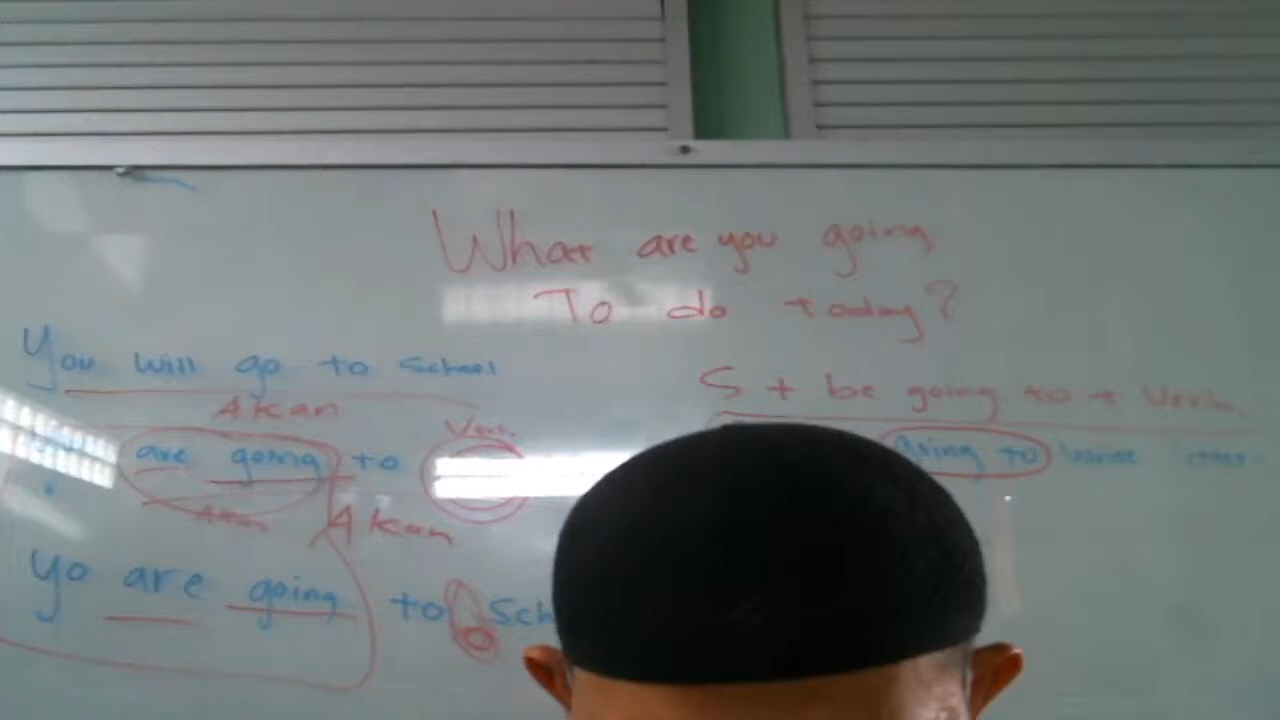 What are you going
To do today?
You will go to School
Akan
S + be going to + Verb
Verb
are going to
going to write
Akan
Akan
yo are going to Sch